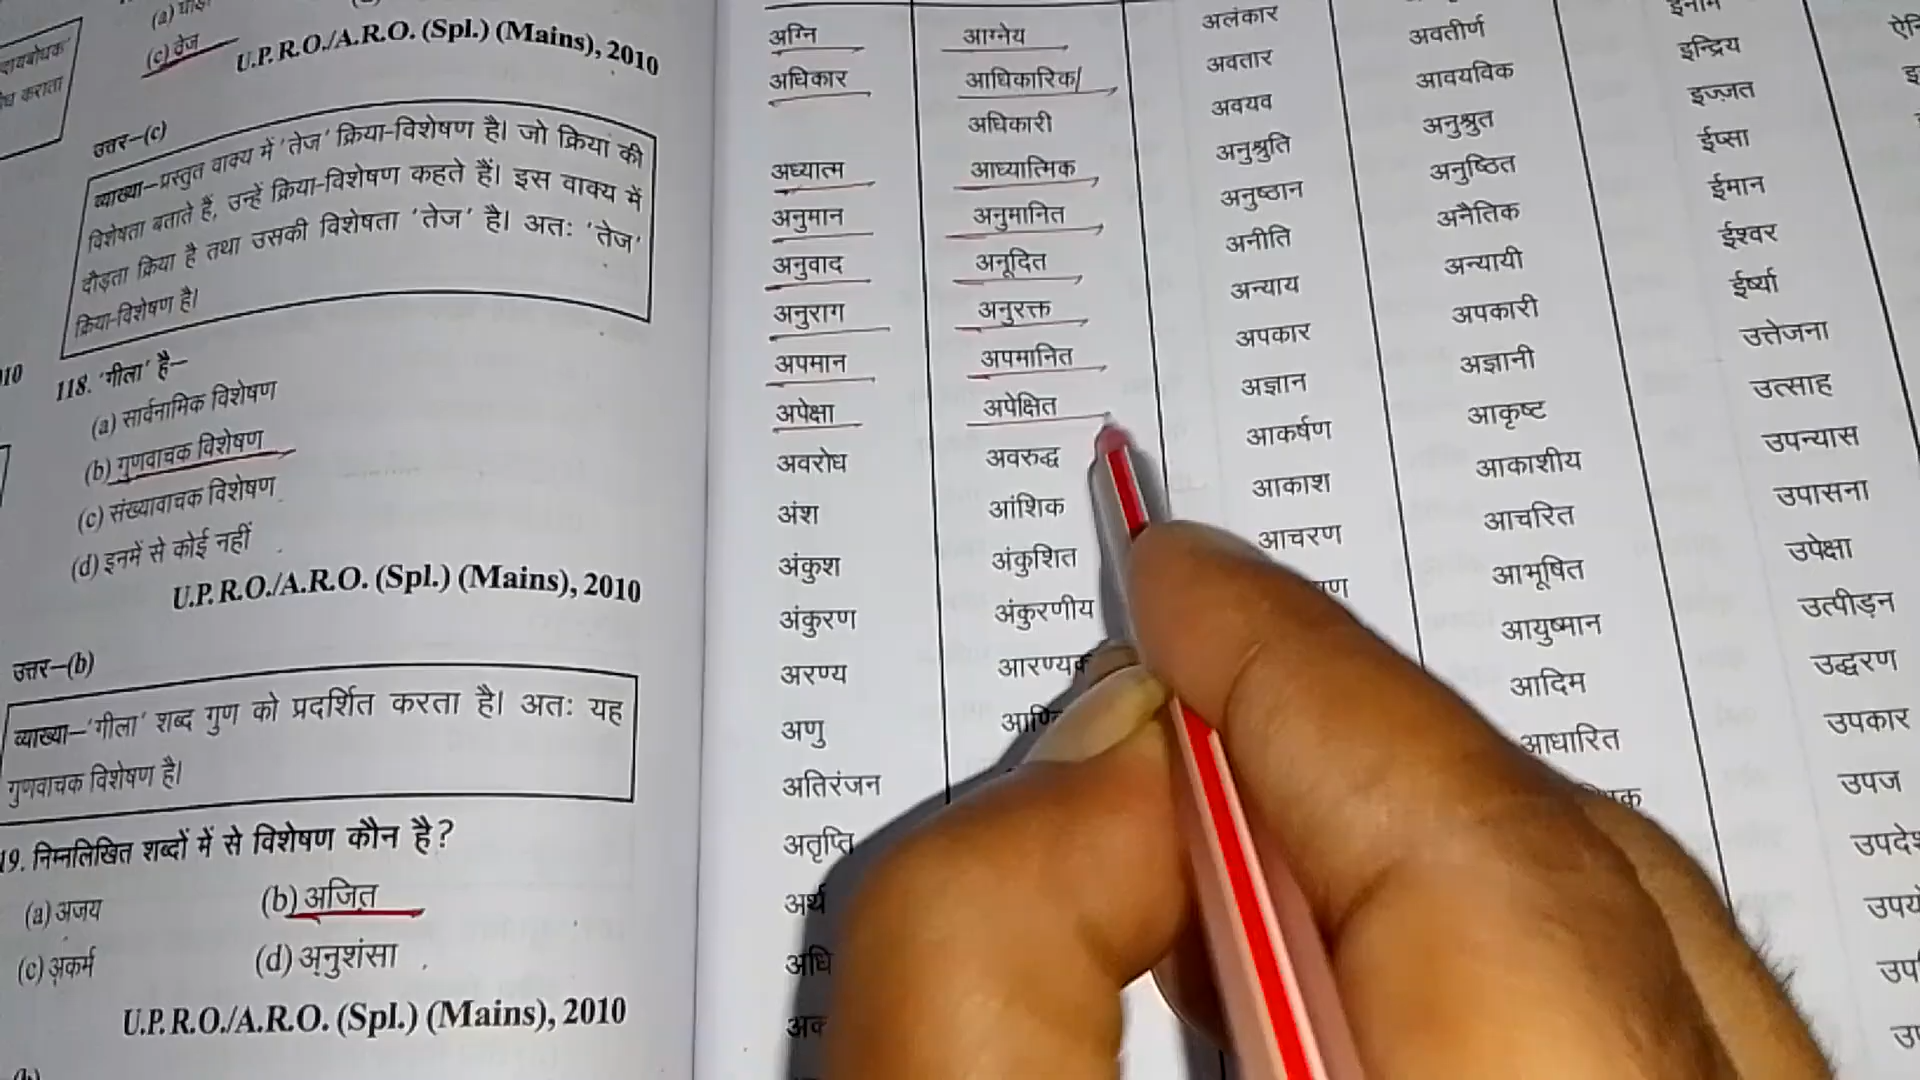 (c) तेज
U.P.R.O./A.R.O. (Spl.) (Mains), 2010
उत्तर–(c)
व्याख्या–प्रस्तुत वाक्य में 'तेज' क्रिया-विशेषण है। जो क्रिया की
विशेषता बताते हैं, उन्हें क्रिया-विशेषण कहते हैं। इस वाक्य में
दौड़ता क्रिया है तथा उसकी विशेषता 'तेज' है। अतः 'तेज'
क्रिया-विशेषण है।
118. 'गीला' है–
(a) सार्वनामिक विशेषण
(b) गुणवाचक विशेषण
(c) संख्यावाचक विशेषण
(d) इनमें से कोई नहीं
U.P.R.O./A.R.O. (Spl.) (Mains), 2010
उत्तर–(b)
व्याख्या–'गीला' शब्द गुण को प्रदर्शित करता है। अतः यह
गुणवाचक विशेषण है।
19. निम्नलिखित शब्दों में से विशेषण कौन है?
(a) अजय (b) अजित
(c) अकर्म (d) अनुशंसा
U.P.R.O./A.R.O. (Spl.) (Mains), 2010
अग्नि आग्नेय
अधिकार आधिकारिक/
अधिकारी
अध्यात्म आध्यात्मिक
अनुमान अनुमानित
अनुवाद अनूदित
अनुराग अनुरक्त
अपमान अपमानित
अपेक्षा अपेक्षित
अवरोध अवरुद्ध
अंश आंशिक
अंकुश अंकुशित
अंकुरण अंकुरणीय
अरण्य आरण्यक
अणु
अतिरंजन
अतृप्ति
अर्थ
अलंकार
अवतार अवतीर्ण
अवयव आवयविक
अनुश्रुति अनुश्रुत
अनुष्ठान अनुष्ठित
अनीति अनैतिक
अन्याय अन्यायी
अपकार अपकारी
अज्ञान अज्ञानी
आकर्षण आकृष्ट
आकाश आकाशीय
आचरण आचरित
आभूषित
आयुष्मान
आदिम
आधारित
इनाम
इन्द्रिय
इज्ज़त
ईप्सा
ईमान
ईश्वर
ईर्ष्या
उत्तेजना
उत्साह
उपन्यास
उपासना
उपेक्षा
उत्पीड़न
उद्धरण
उपकार
उपज